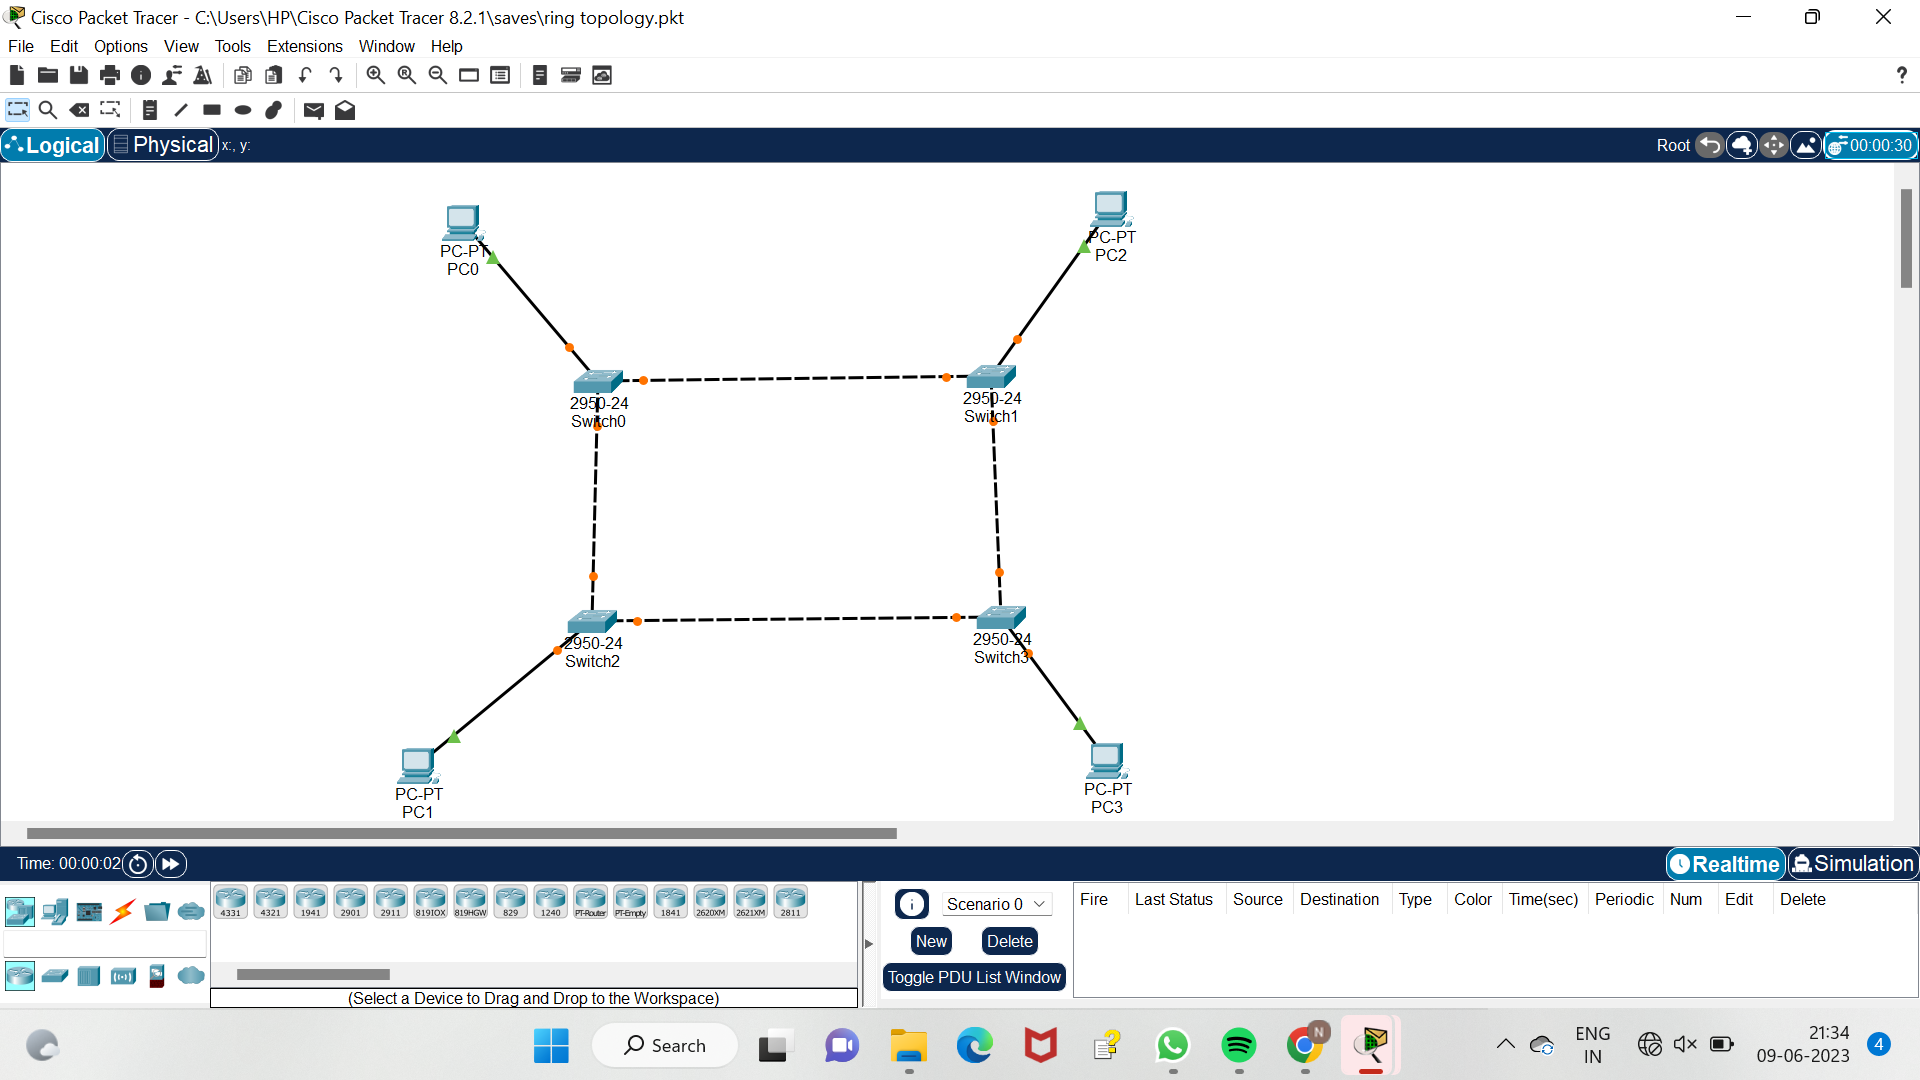 Cisco Packet Tracer - C:\Users\HP\Cisco Packet Tracer 8.2.1\saves\ring topology.pkt
File Edit Options View Tools Extensions Window Help
?
Logical Physical x:, y: Root 00:00:30
PC-PT
PC0
PC-PT
PC2
2950-24
Switch0
2950-24
Switch1
2950-24
Switch2
2950-24
Switch3
PC-PT
PC1
PC-PT
PC3
Time: 00:00:02 Realtime Simulation
4331 4321 1941 2901 2911 819IOX 819HGW 829 1240 PT-Router PT-Empty 1841 2620XM 2621XM 2811
(Select a Device to Drag and Drop to the Workspace)
Scenario 0
New Delete
Toggle PDU List Window
Fire Last Status Source Destination Type Color Time(sec) Periodic Num Edit Delete
Search
N
ENG
IN
21:34
09-06-2023
4